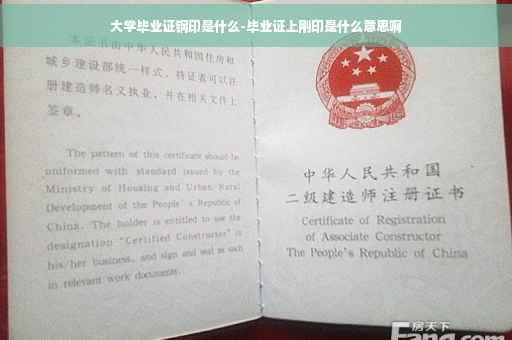 大学毕业证钢印是什么-毕业证上刚印是什么意思啊
本证书由中华人民共和国住房和
城乡建设部统一样式，持证者可以注
册建造师名义执业，并在相关文件上
签章。
The pattern of this certificate should be
uniformed with standard issued by the
Ministry of Housing and Urban Rural
Development of the People's Republic of
China. The holder is entitled to use the
designation "Certified Constructor" in
his/her business, and sign and seal as such
in relevant work documents.
中华人民共和国
二级建造师注册证书
Certificate of Registration
of Associate Constructor
The People's Republic of China
房天下
Fang.com